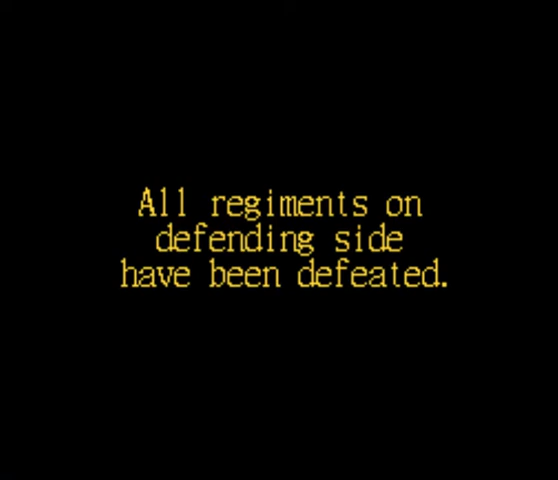 All regiments on
defending side
have been defeated.